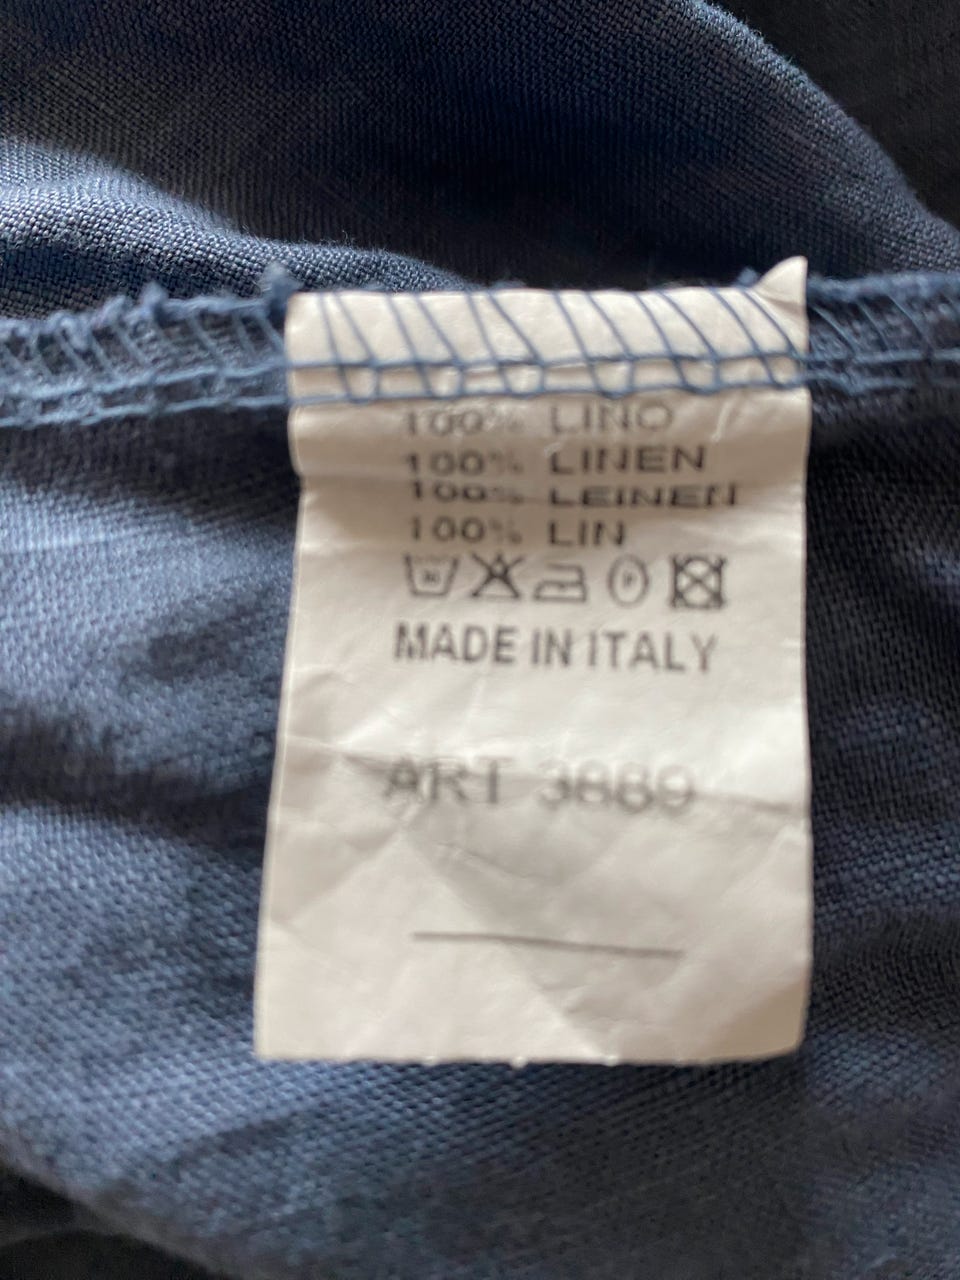 100% LINO
100% LINEN
100% LEINEN
100% LIN
P
MADE IN ITALY
ART 3889